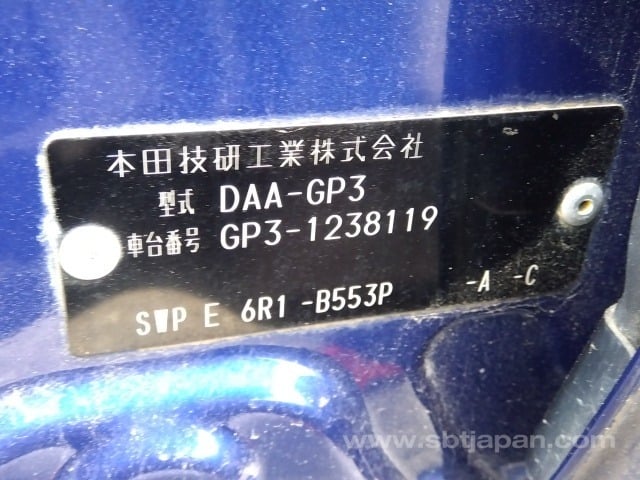 本田技研工業株式会社
型式 DAA-GP3
車台番号 GP3-1238119
SWP E 6R1 -B553P -A -C
www.sbtjapan.com